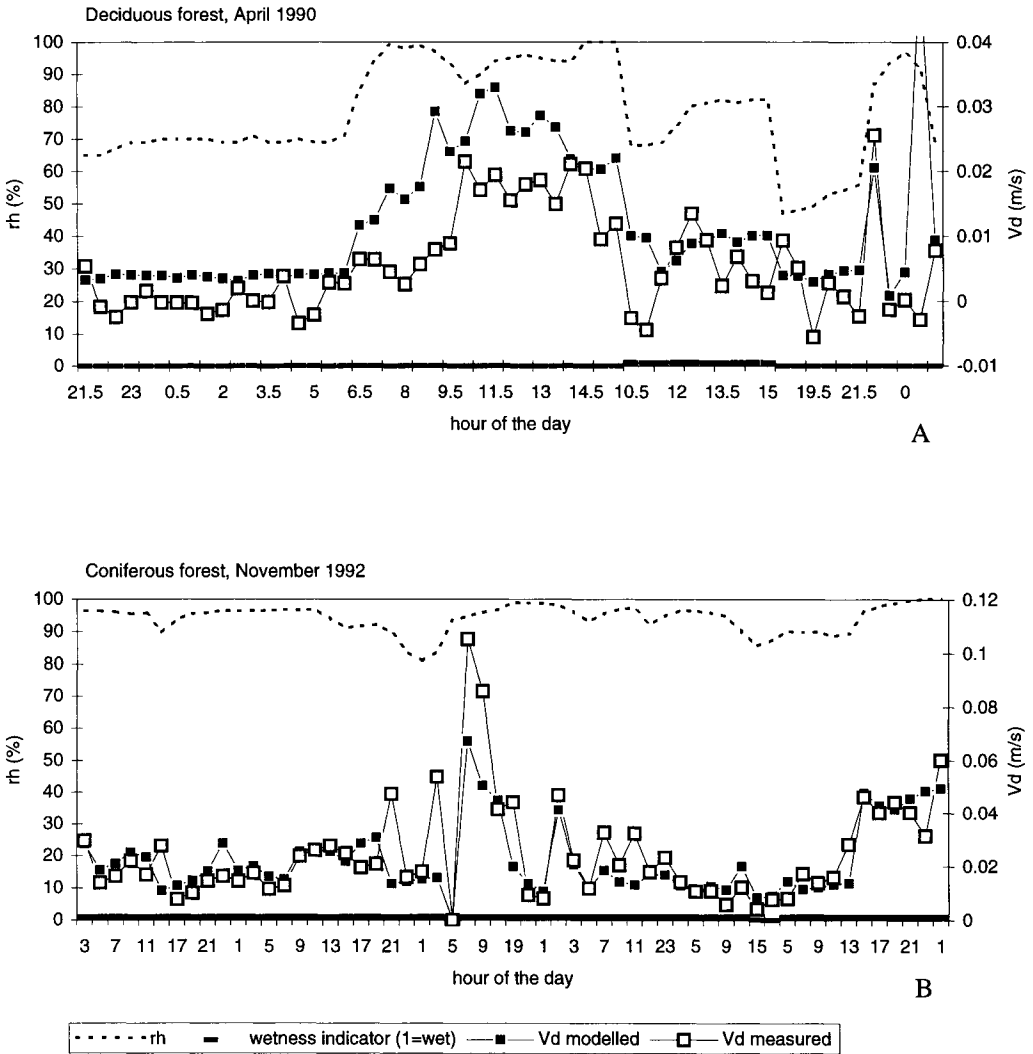 Deciduous forest, April 1990
100
90
80
70
60
50
40
30
20
10
0
rh (%)
0.04
0.03
0.02
0.01
0
-0.01
Vd (m/s)
21.5 23 0.5 2 3.5 5 6.5 8 9.5 11.5 13 14.5 10.5 12 13.5 15 19.5 21.5 0
hour of the day
A
Coniferous forest, November 1992
100
90
80
70
60
50
40
30
20
10
0
rh (%)
0.12
0.1
0.08
0.06
0.04
0.02
0
Vd (m/s)
3 7 11 17 21 1 5 9 13 17 21 1 5 9 19 1 3 7 11 23 5 9 15 5 9 13 17 21 1
hour of the day
B
rh wetness indicator (1=wet) Vd modelled Vd measured